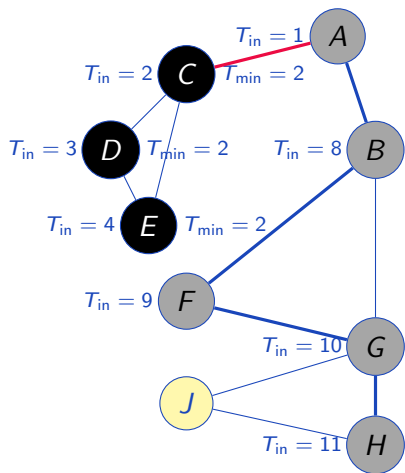 T_in = 1 A
T_in = 2 C T_min = 2
T_in = 3 D T_min = 2 T_in = 8 B
T_in = 4 E T_min = 2
T_in = 9 F
T_in = 10 G
J
T_in = 11 H